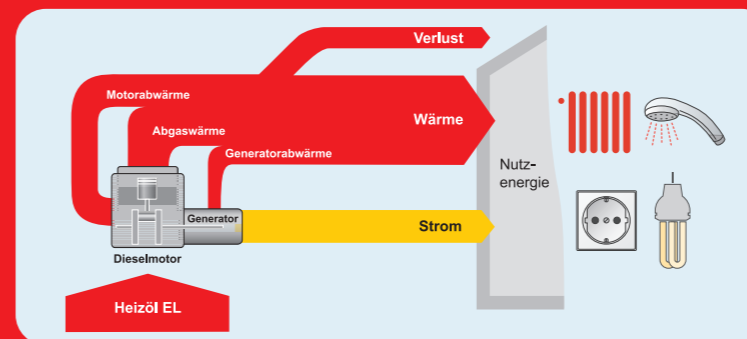 Verlust
Motorabwärme
Wärme
Abgaswärme
Generatorabwärme
Nutz-
energie
Generator
Strom
Dieselmotor
Heizöl EL